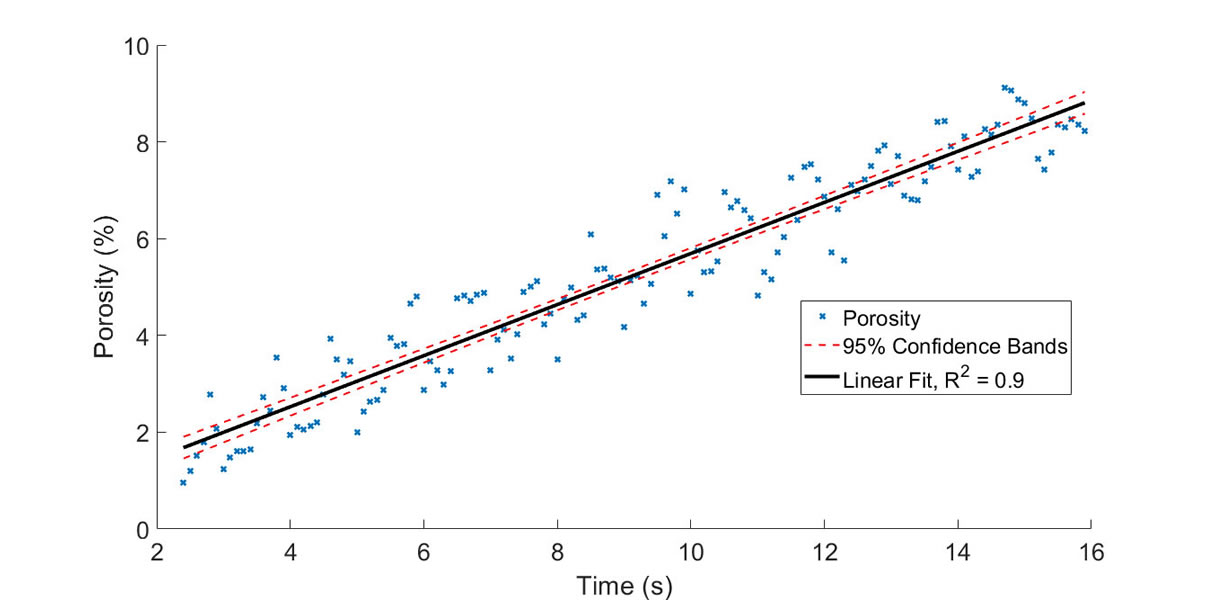 10
8
6
4
2
0
Porosity (%)
2 4 6 8 10 12 14 16
Time (s)
Porosity
95% Confidence Bands
Linear Fit, R² = 0.9